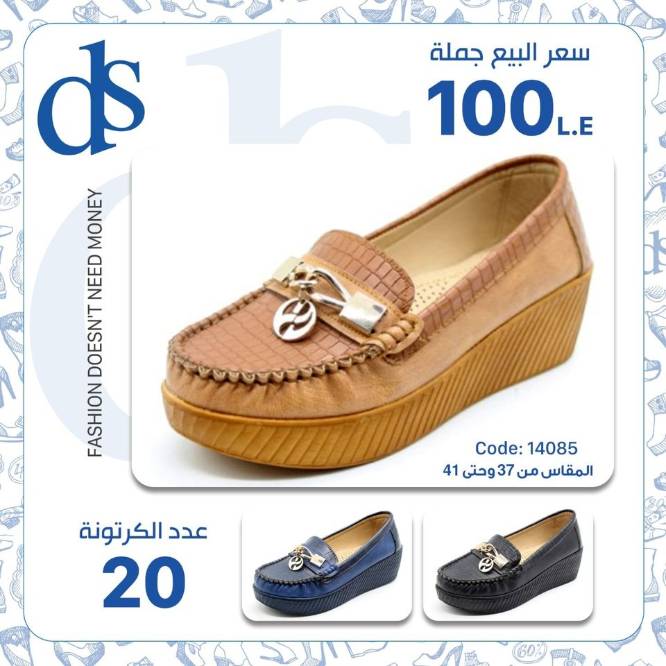 ds
سعر البيع جملة
100L.E
FASHION DOESN'T NEED MONEY
Code: 14085
المقاس من 37 وحتى 41
عدد الكرتونة
20
60%